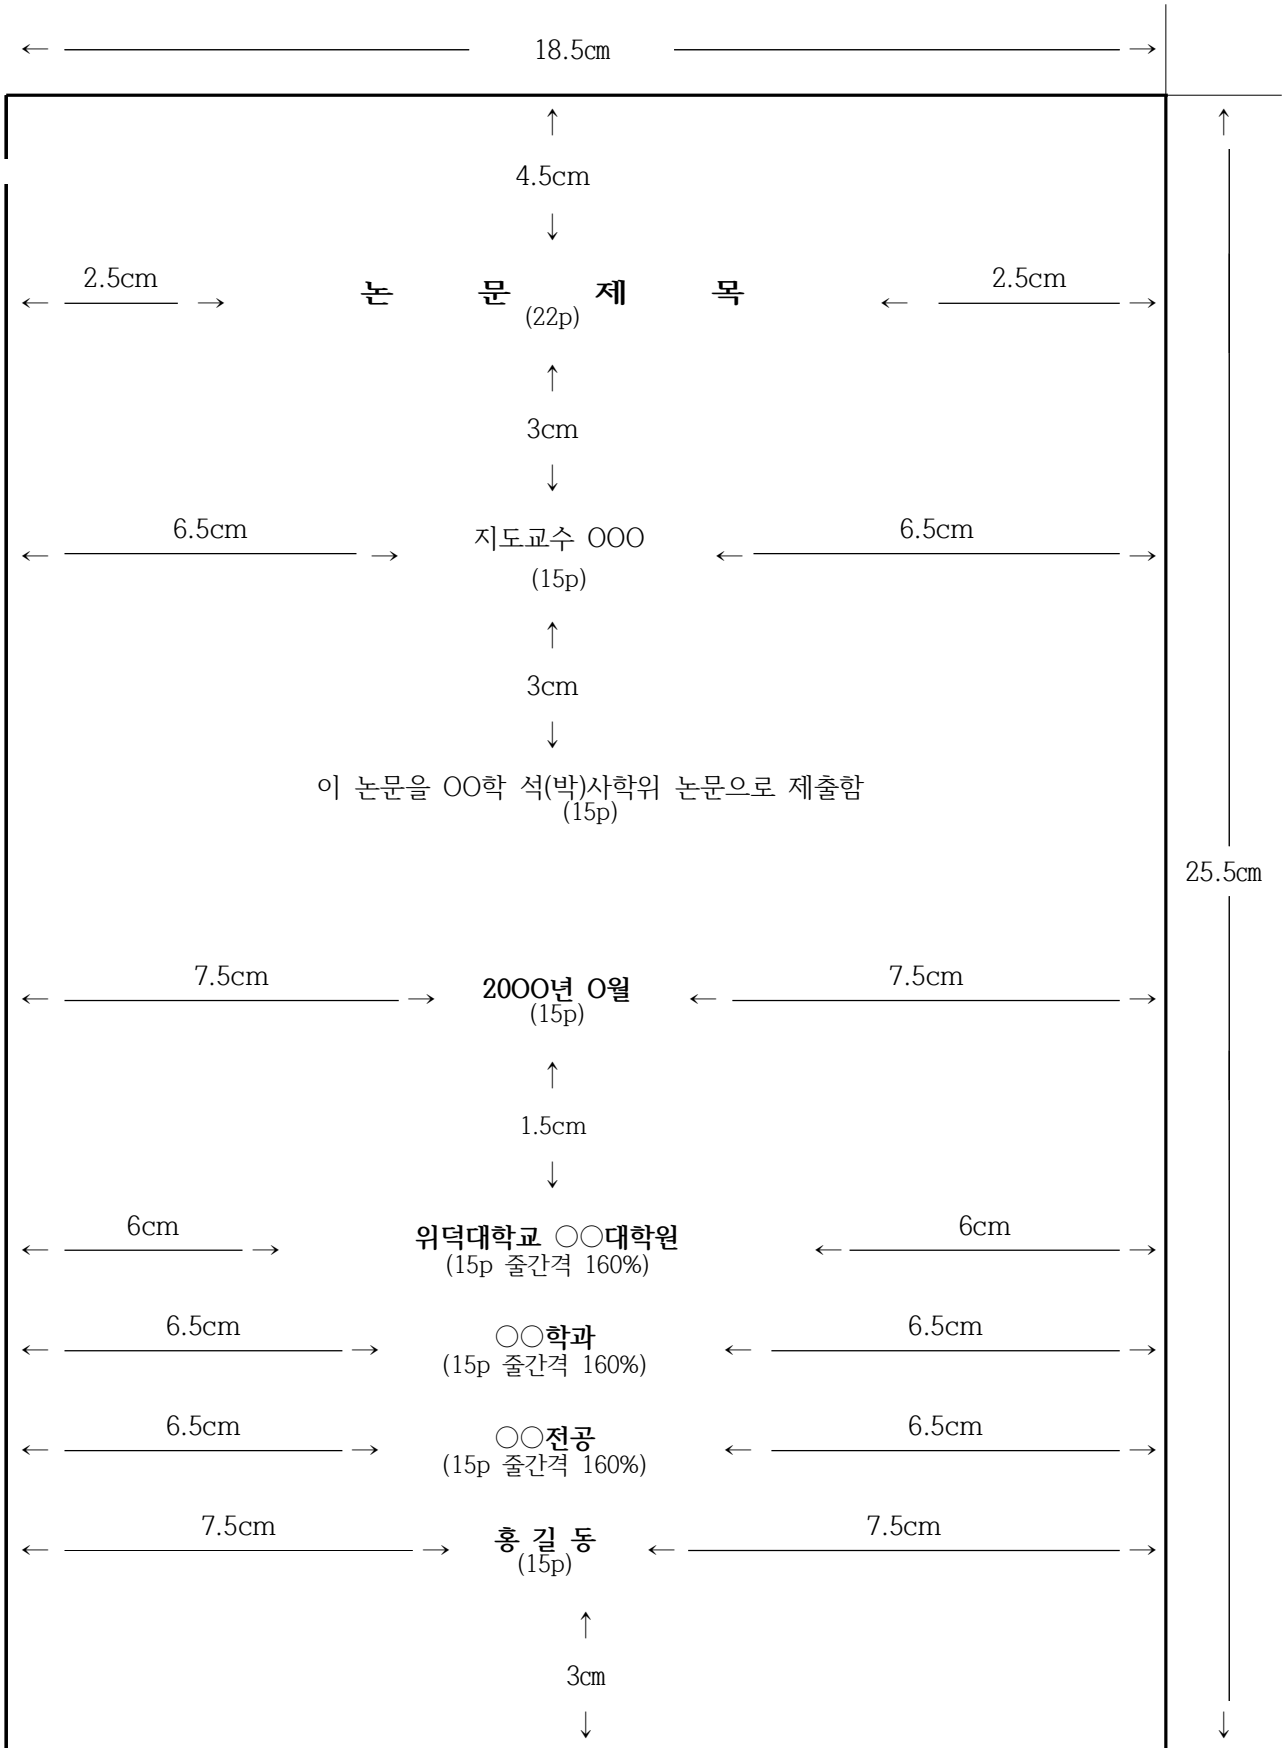 18.5㎝
4.5cm
2.5cm 논 문 제 목 2.5cm
(22p)
3cm
6.5cm 지도교수 OOO 6.5cm
(15p)
3cm
이 논문을 OO학 석(박)사학위 논문으로 제출함
(15p)
25.5㎝
7.5cm 2OOO년 O월 7.5cm
(15p)
1.5cm
6cm 위덕대학교 ○○대학원 6cm
(15p 줄간격 160%)
6.5cm ○○학과 6.5cm
(15p 줄간격 160%)
6.5cm ○○전공 6.5cm
(15p 줄간격 160%)
7.5cm 홍 길 동 7.5cm
(15p)
3㎝